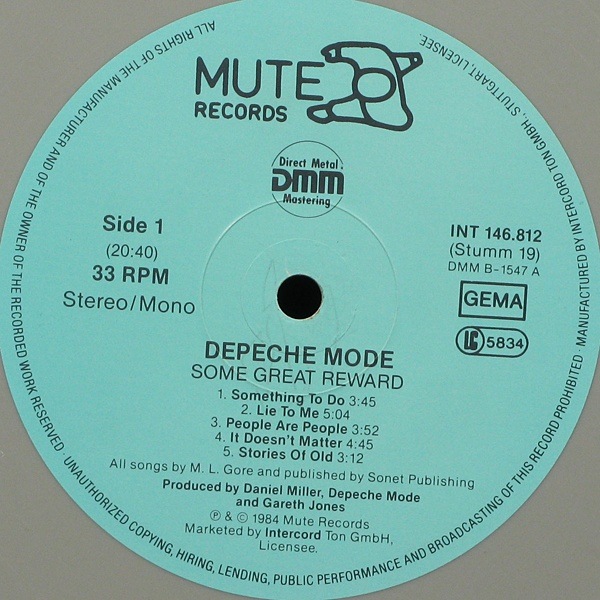 MUTE
RECORDS
Direct Metal
DMM
Mastering
Side 1
(20:40)
33 RPM
Stereo/Mono
INT 146.812
(Stumm 19)
DMM B-1547 A
GEMA
LC 5834
DEPECHE MODE
SOME GREAT REWARD
1. Something To Do 3:45
2. Lie To Me 5:04
3. People Are People 3:52
4. It Doesn't Matter 4:45
5. Stories Of Old 3:12
All songs by M. L. Gore and published by Sonet Publishing
Produced by Daniel Miller, Depeche Mode
and Gareth Jones
℗ & © 1984 Mute Records
Marketed by Intercord Ton GmbH,
Licensee.
ALL RIGHTS OF THE MANUFACTURER AND OF THE OWNER OF THE RECORDED WORK RESERVED · UNAUTHORIZED COPYING, HIRING, LENDING, PUBLIC PERFORMANCE AND BROADCASTING OF THIS RECORD PROHIBITED · MANUFACTURED BY INTERCORD TON GMBH., STUTTGART, LICENSEE.